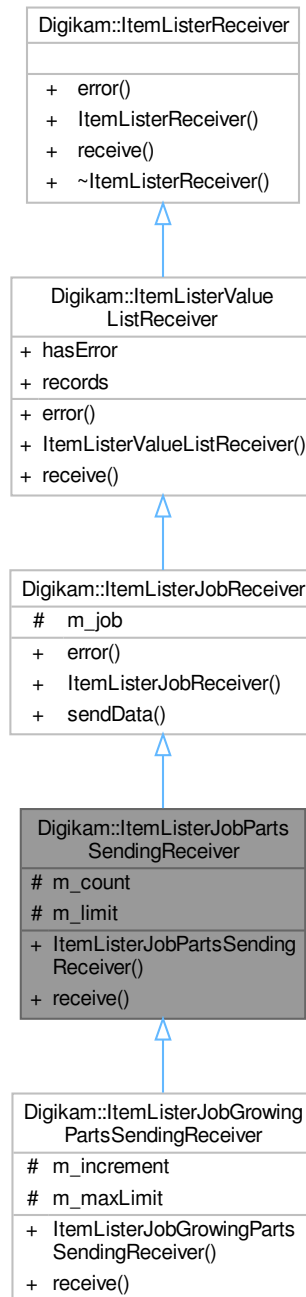 Digikam::ItemListerReceiver
+ error()
+ ItemListerReceiver()
+ receive()
+ ~ItemListerReceiver()
Digikam::ItemListerValue
ListReceiver
+ hasError
+ records
+ error()
+ ItemListerValueListReceiver()
+ receive()
Digikam::ItemListerJobReceiver
# m_job
+ error()
+ ItemListerJobReceiver()
+ sendData()
Digikam::ItemListerJobParts
SendingReceiver
# m_count
# m_limit
+ ItemListerJobPartsSending
Receiver()
+ receive()
Digikam::ItemListerJobGrowing
PartsSendingReceiver
# m_increment
# m_maxLimit
+ ItemListerJobGrowingParts
SendingReceiver()
+ receive()